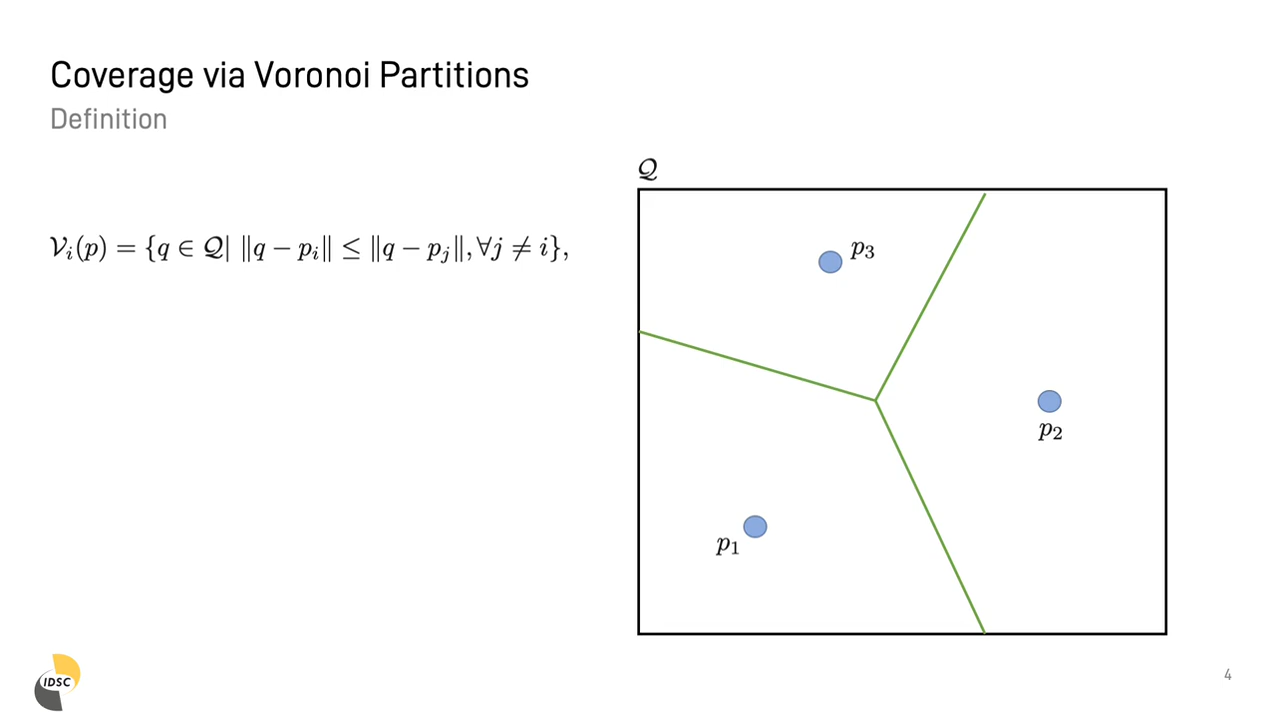 Coverage via Voronoi Partitions
Definition
𝒬
𝒱ᵢ(p) = {q ∈ 𝒬| ‖q − pᵢ‖ ≤ ‖q − pⱼ‖, ∀j ≠ i},
p₃
p₂
p₁
IDSC
4